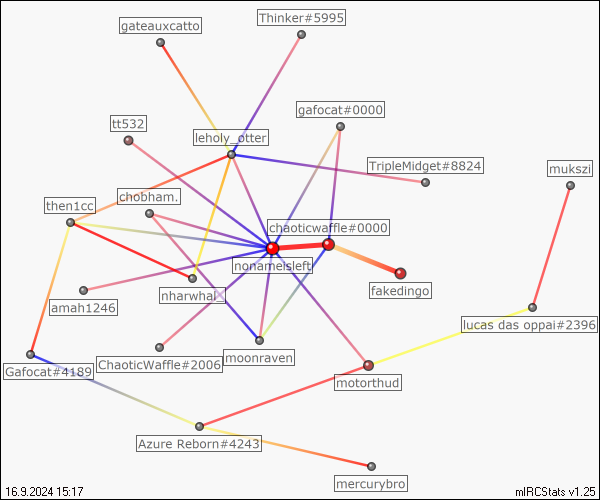 Thinker#5995
gateauxcatto
gafocat#0000
tt532
leholy_otter
TripleMidget#8824
mukszi
chobham.
then1cc
chaoticwaffle#0000
nonameisleft
fakedingo
nharwhal_
amah1246
lucas das oppai#2396
moonraven
ChaoticWaffle#2006
Gafocat#4189
motorthud
Azure Reborn#4243
mercurybro
16.9.2024 15:17
mIRCStats v1.25